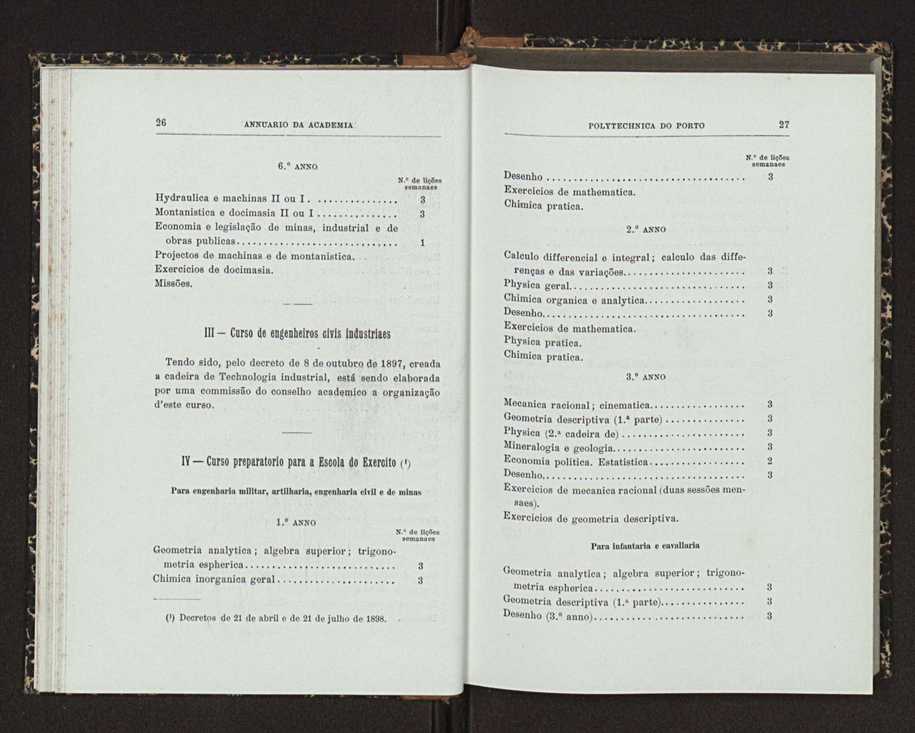 26 ANNUARIO DA ACADEMIA
6.º ANNO
N.º de lições
semanaes
Hydraulica e machinas II ou I. ............... 3
Montanistica e docimasia II ou I ............... 3
Economia e legislação de minas, industrial e de
obras publicas.............................. 1
Projectos de machinas e de montanistica.
Exercicios de docimasia.
Missões.
III — Curso de engenheiros civis industriaes
Tendo sido, pelo decreto de 8 de outubro de 1897, creada
a cadeira de Technologia industrial, está sendo elaborada
por uma commissão do conselho academico a organização
d'este curso.
IV — Curso preparatorio para a Escola do Exercito (¹)
Para engenharia militar, artilharia, engenharia civil e de minas
1.º ANNO
N.º de lições
semanaes
Geometria analytica; algebra superior; trigono-
metria espherica............................ 3
Chimica inorganica geral...................... 3
(¹) Decretos de 21 de abril e de 21 de julho de 1898.
POLYTECHNICA DO PORTO 27
N.º de lições
semanaes
Desenho .................................... 3
Exercicios de mathematica.
Chimica pratica.
2.º ANNO
Calculo differencial e integral; calculo das diffe-
renças e das variações...................... 3
Physica geral................................ 3
Chimica organica e analytica.................. 3
Desenho..................................... 3
Exercicios de mathematica.
Physica pratica.
Chimica pratica.
3.º ANNO
Mecanica racional; cinematica................. 3
Geometria descriptiva (1.ª parte) ............... 3
Physica (2.ª cadeira de) ....................... 3
Mineralogia e geologia........................ 3
Economia politica. Estatistica.................. 2
Desenho..................................... 3
Exercicios de mecanica racional (duas sessões men-
saes).
Exercicios de geometria descriptiva.
Para infantaria e cavallaria
Geometria analytica; algebra superior; trigono-
metria espherica............................ 3
Geometria descriptiva (1.ª parte)................ 3
Desenho (3.º anno)............................ 3